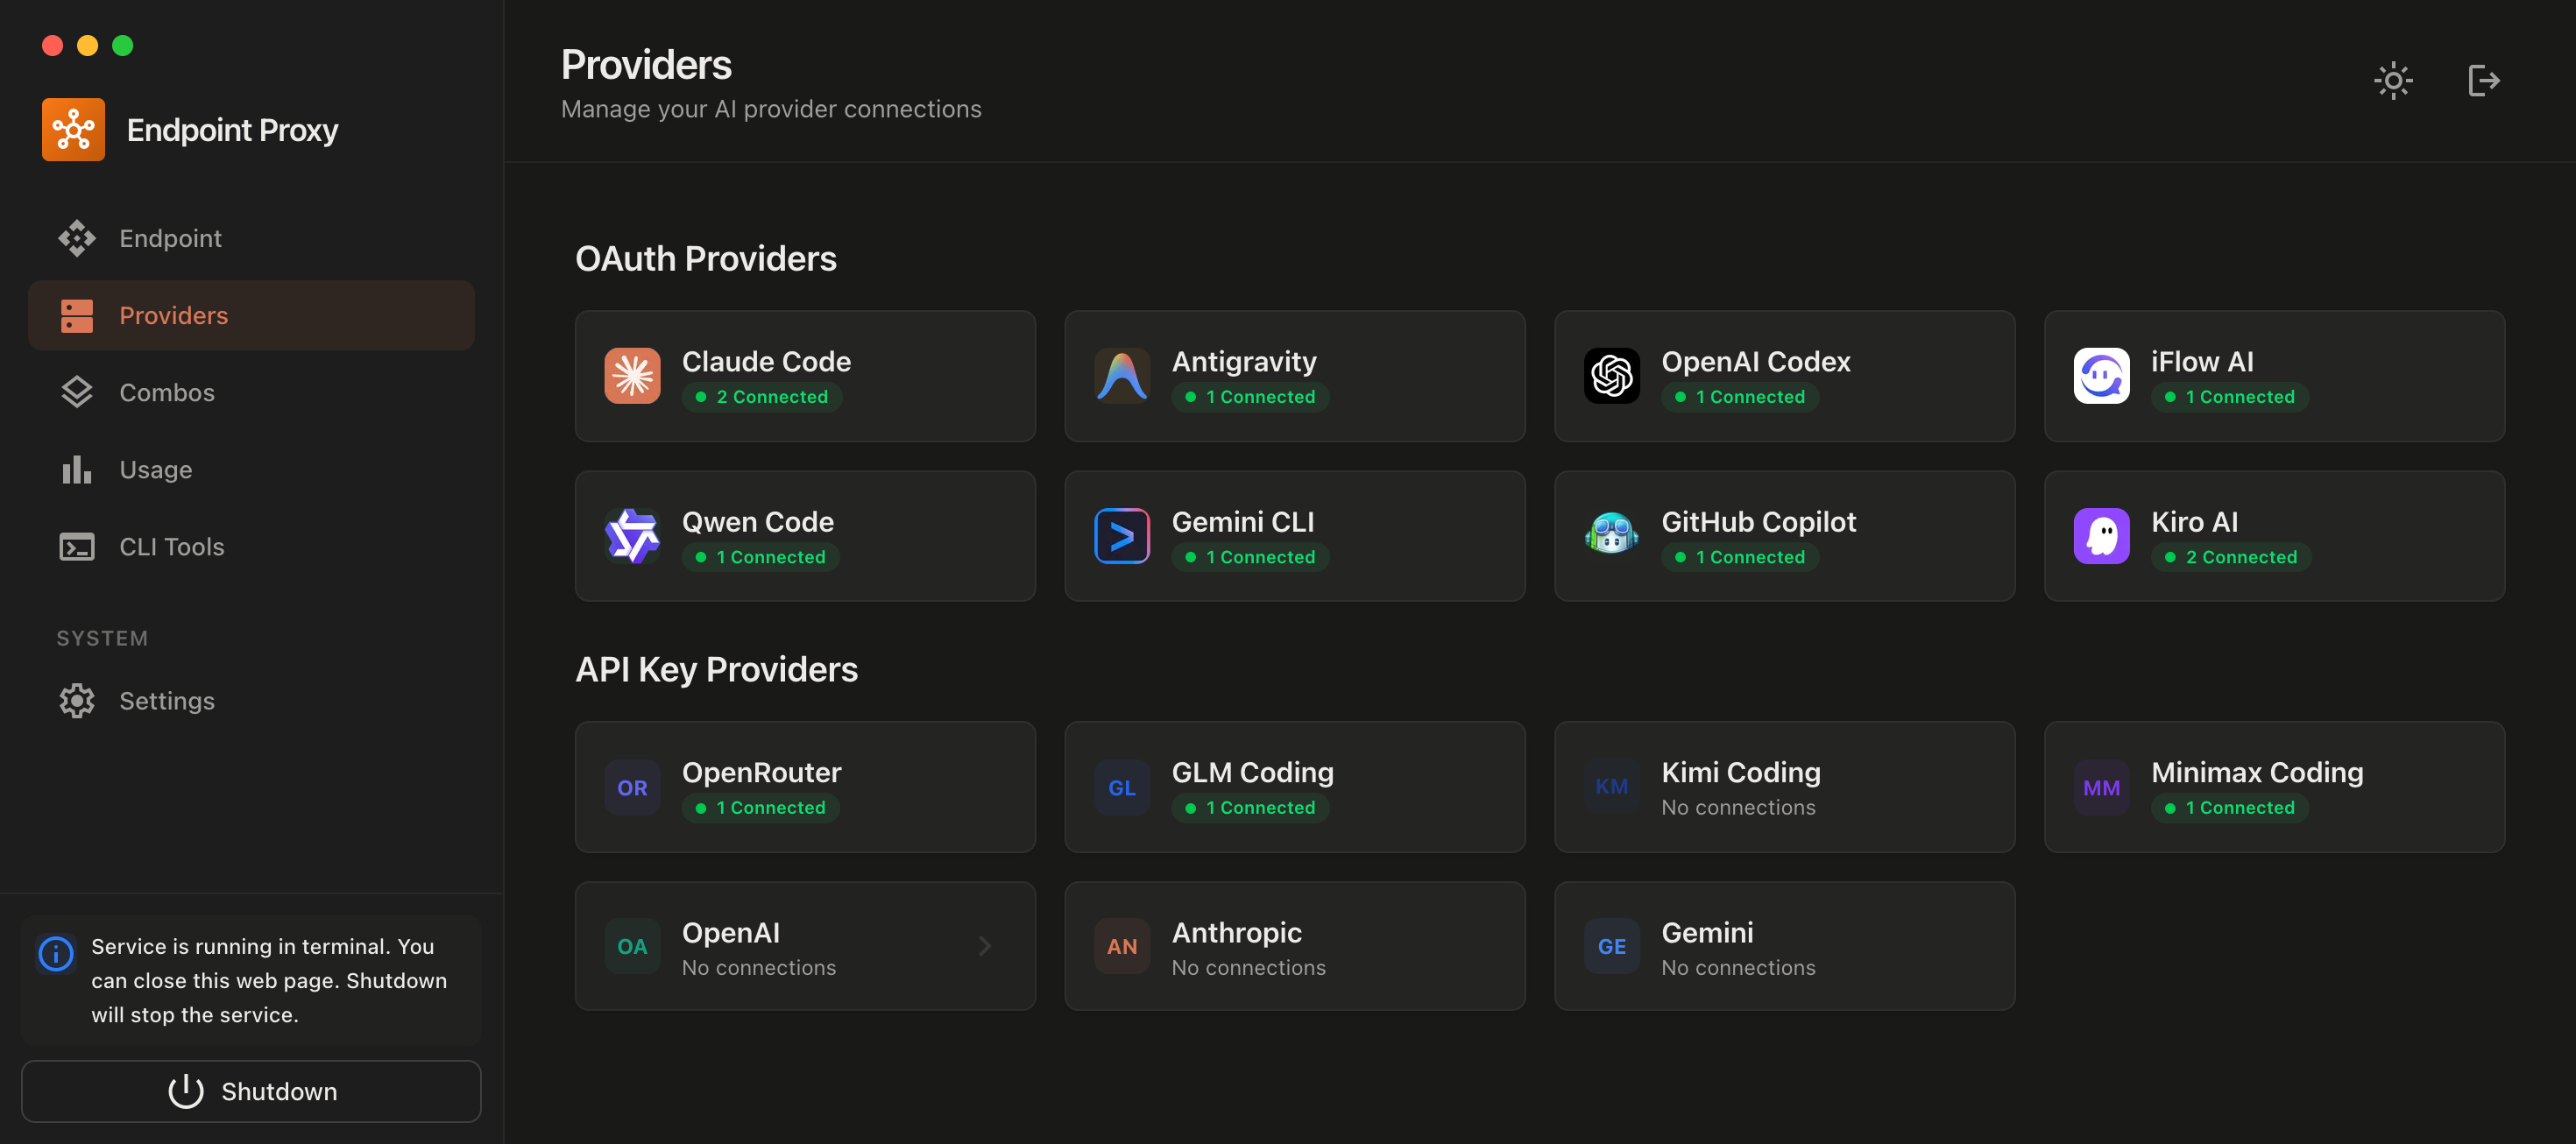 Endpoint Proxy
Endpoint
Providers
Combos
Usage
CLI Tools
SYSTEM
Settings
Service is running in terminal. You
can close this web page. Shutdown
will stop the service.
Shutdown
Providers
Manage your AI provider connections
OAuth Providers
Claude Code
2 Connected
Antigravity
1 Connected
OpenAI Codex
1 Connected
iFlow AI
1 Connected
Qwen Code
1 Connected
Gemini CLI
1 Connected
GitHub Copilot
1 Connected
Kiro AI
2 Connected
API Key Providers
OR
OpenRouter
1 Connected
GL
GLM Coding
1 Connected
KM
Kimi Coding
No connections
MM
Minimax Coding
1 Connected
OA
OpenAI
No connections
AN
Anthropic
No connections
GE
Gemini
No connections